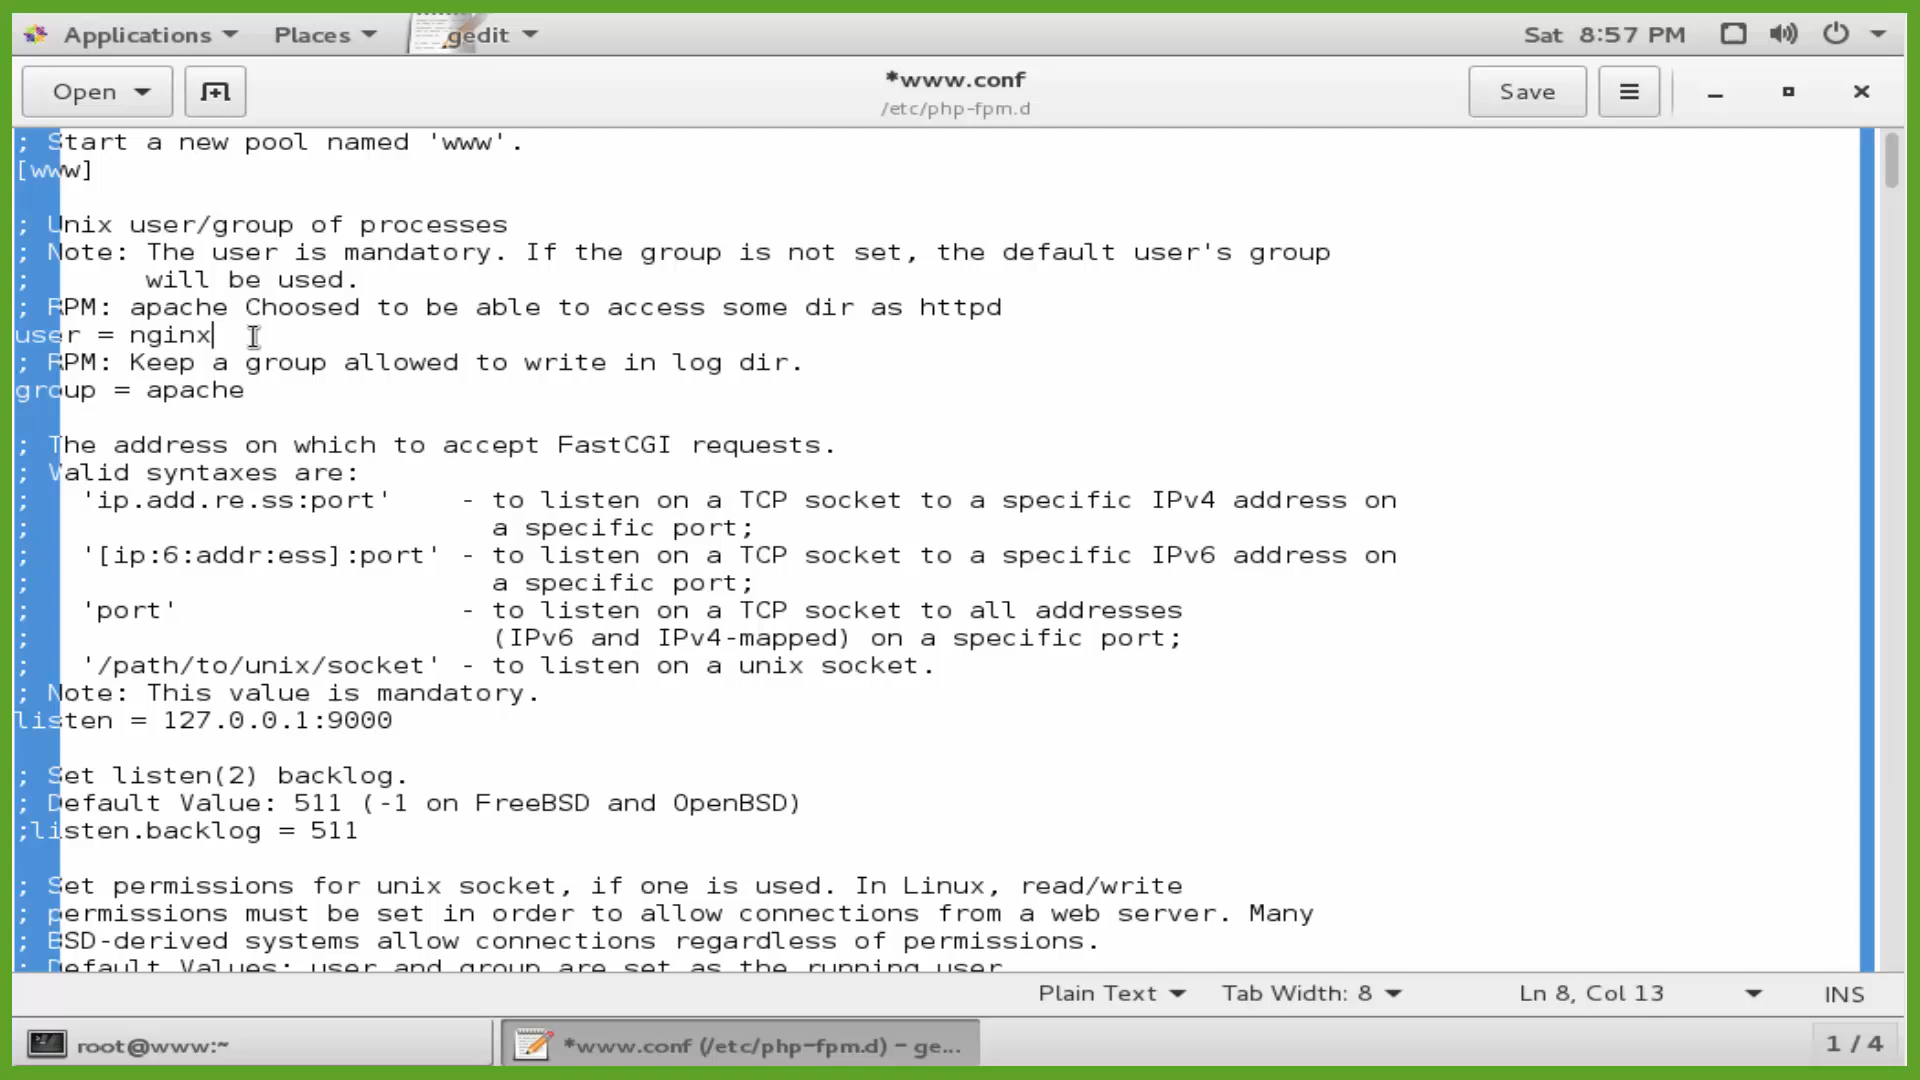 Applications Places gedit Sat 8:57 PM
Open *www.conf Save
/etc/php-fpm.d
; Start a new pool named 'www'.
[www]
; Unix user/group of processes
; Note: The user is mandatory. If the group is not set, the default user's group
; will be used.
; RPM: apache Choosed to be able to access some dir as httpd
user = nginx
; RPM: Keep a group allowed to write in log dir.
group = apache
; The address on which to accept FastCGI requests.
; Valid syntaxes are:
; 'ip.add.re.ss:port' - to listen on a TCP socket to a specific IPv4 address on
; a specific port;
; '[ip:6:addr:ess]:port' - to listen on a TCP socket to a specific IPv6 address on
; a specific port;
; 'port' - to listen on a TCP socket to all addresses
; (IPv6 and IPv4-mapped) on a specific port;
; '/path/to/unix/socket' - to listen on a unix socket.
; Note: This value is mandatory.
listen = 127.0.0.1:9000
; Set listen(2) backlog.
; Default Value: 511 (-1 on FreeBSD and OpenBSD)
;listen.backlog = 511
; Set permissions for unix socket, if one is used. In Linux, read/write
; permissions must be set in order to allow connections from a web server. Many
; BSD-derived systems allow connections regardless of permissions.
; Default Values: user and group are set as the running user
Plain Text Tab Width: 8 Ln 8, Col 13 INS
root@www:~ *www.conf (/etc/php-fpm.d) - ge... 1 / 4